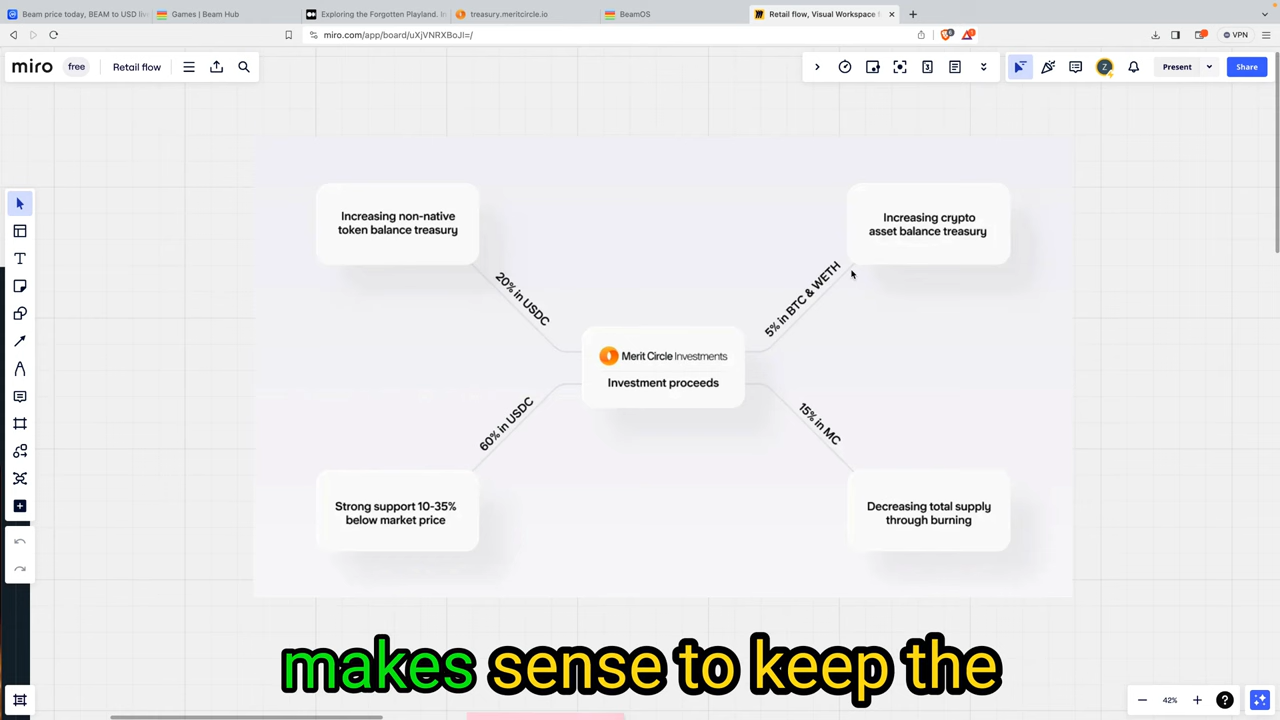 Beam price today, BEAM to USD live
Games | Beam Hub
Exploring the Forgotten Playland. In
treasury.meritcircle.io
BeamOS
Retail flow, Visual Workspace f
miro.com/app/board/uXjVNRXBoJI=/
VPN
miro
free
Retail flow
3
Z
Present
Share
Increasing non-native
token balance treasury
Increasing crypto
asset balance treasury
20% in USDC
5% in BTC & WETH
Merit Circle Investments
Investment proceeds
60% in USDC
15% in MC
Strong support 10-35%
below market price
Decreasing total supply
through burning
makes sense to keep the
42%